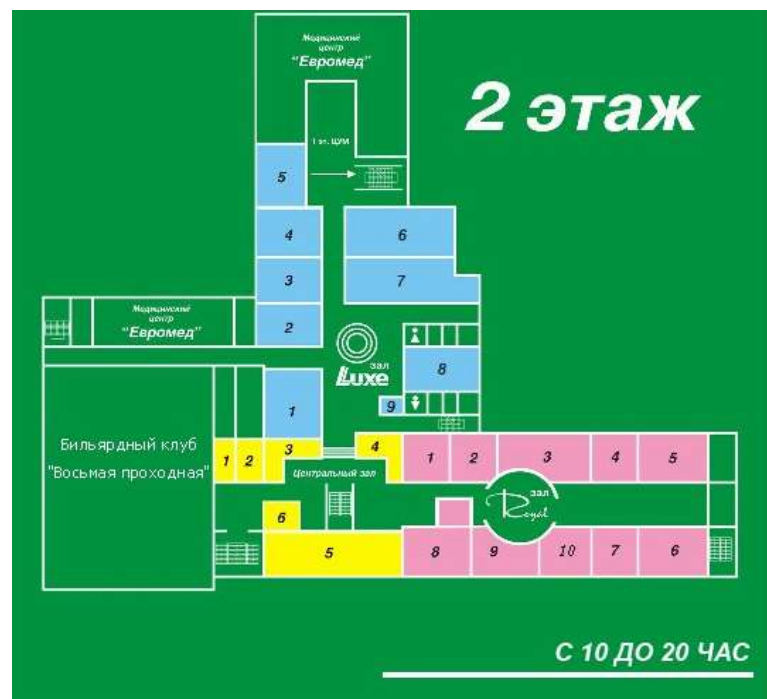 Медицинский
центр
"Евромед"
2 этаж
1 эт. ЦУМ
5
4
6
3
7
Медицинский
центр
"Евромед"
2
зал
Luxe
8
1
9
Бильярдный клуб
"Восьмая проходная"
1
2
3
4
1
2
3
4
5
Центральный зал
зал
Royal
6
5
8
9
10
7
6
С 10 ДО 20 ЧАС